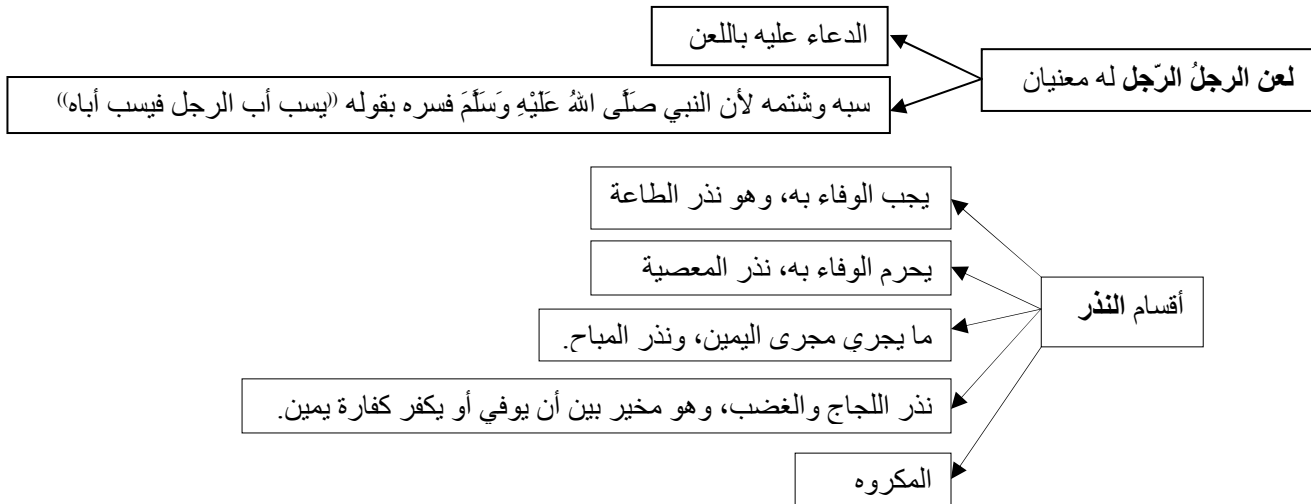 لعن الرجلُ الرّجل له معنيان
الدعاء عليه باللعن
سبه وشتمه لأن النبي صَلَّى اللهُ عَلَيْهِ وَسَلَّمَ فسره بقوله ((يسب أب الرجل فيسب أباه))
أقسام النذر
يجب الوفاء به، وهو نذر الطاعة
يحرم الوفاء به، نذر المعصية
ما يجري مجرى اليمين، ونذر المباح.
نذر اللجاج والغضب، وهو مخير بين أن يوفي أو يكفر كفارة يمين.
المكروه